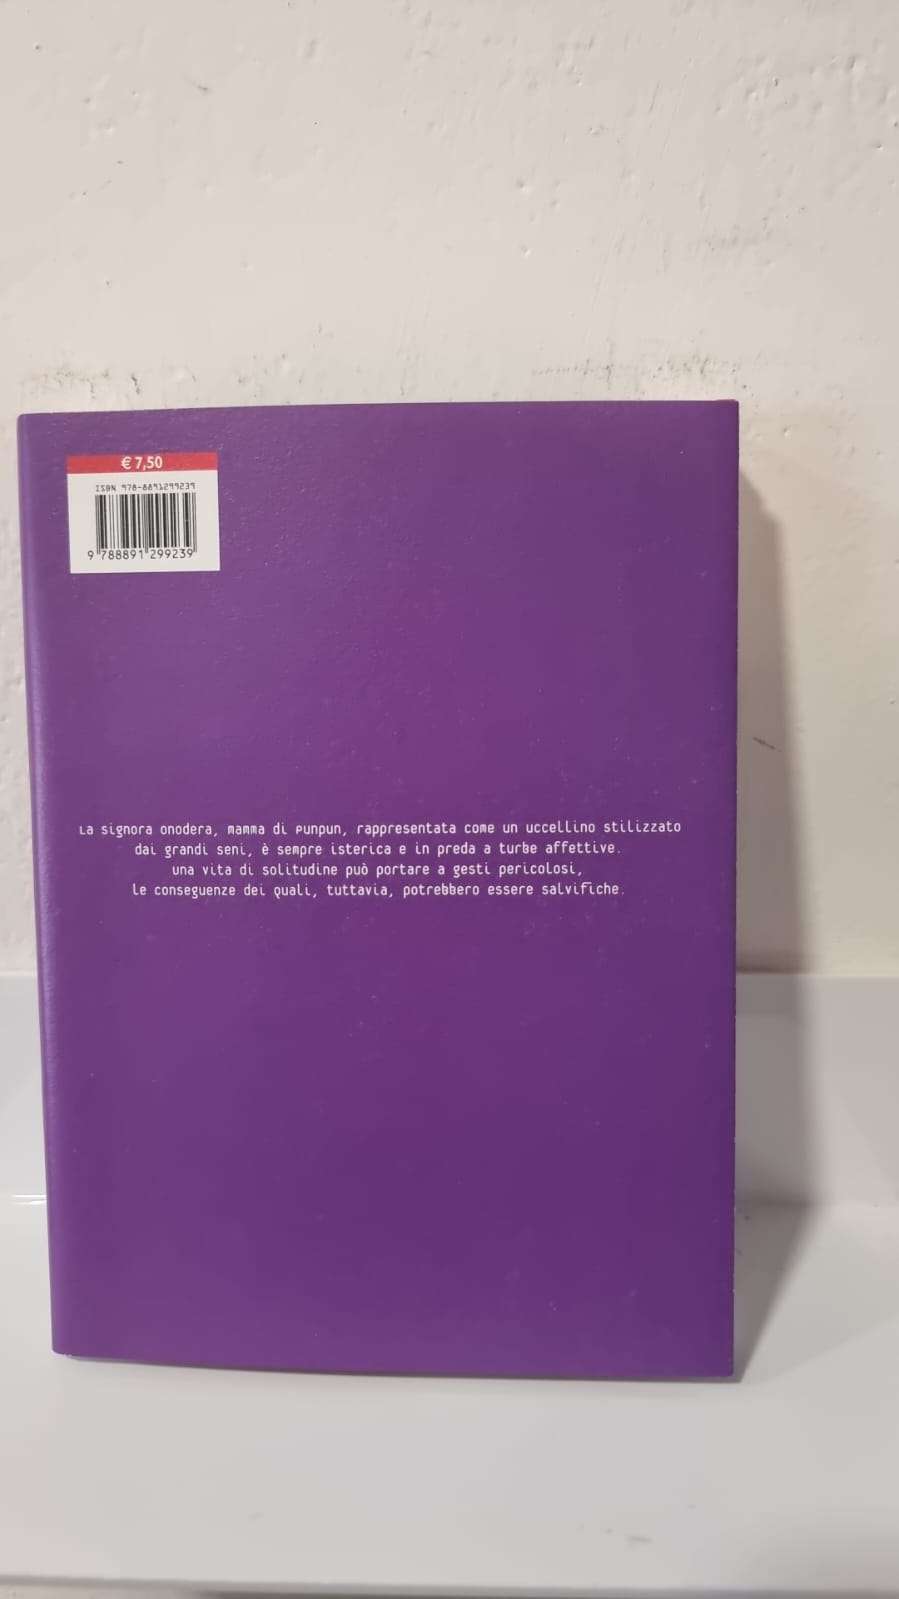 € 7,50
ISBN 978-8891299239
9 788891 299239
La signora Onodera, mamma di Punpun, rappresentata come un uccellino stilizzato
dai grandi seni, è sempre isterica e in preda a turbe affettive.
una vita di solitudine può portare a gesti pericolosi,
le conseguenze dei quali, tuttavia, potrebbero essere salvifiche.